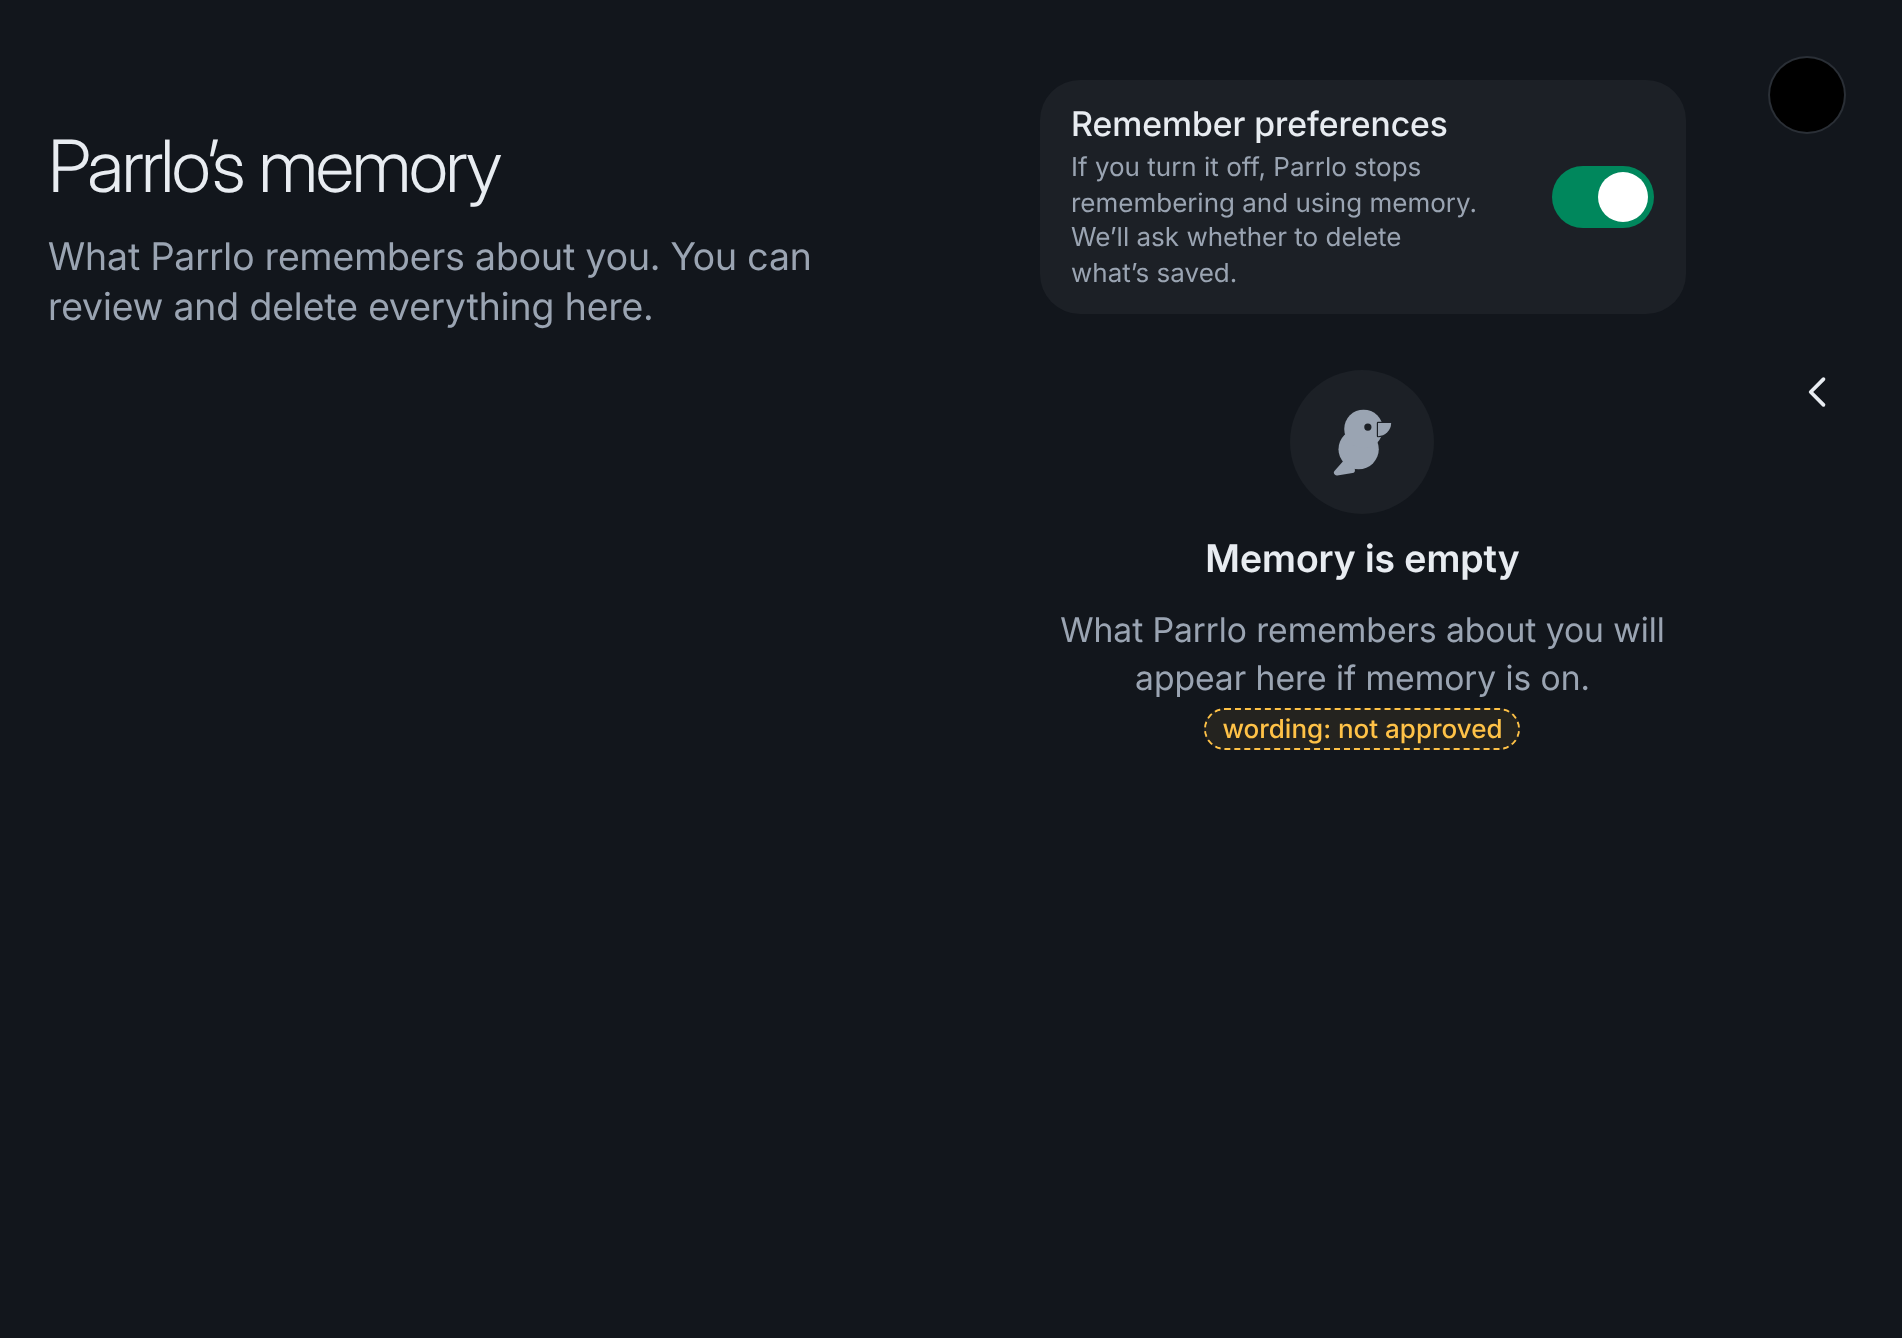 Parrlo’s memory
What Parrlo remembers about you. You can
review and delete everything here.
Remember preferences
If you turn it off, Parrlo stops
remembering and using memory.
We’ll ask whether to delete
what’s saved.
Memory is empty
What Parrlo remembers about you will
appear here if memory is on.
wording: not approved